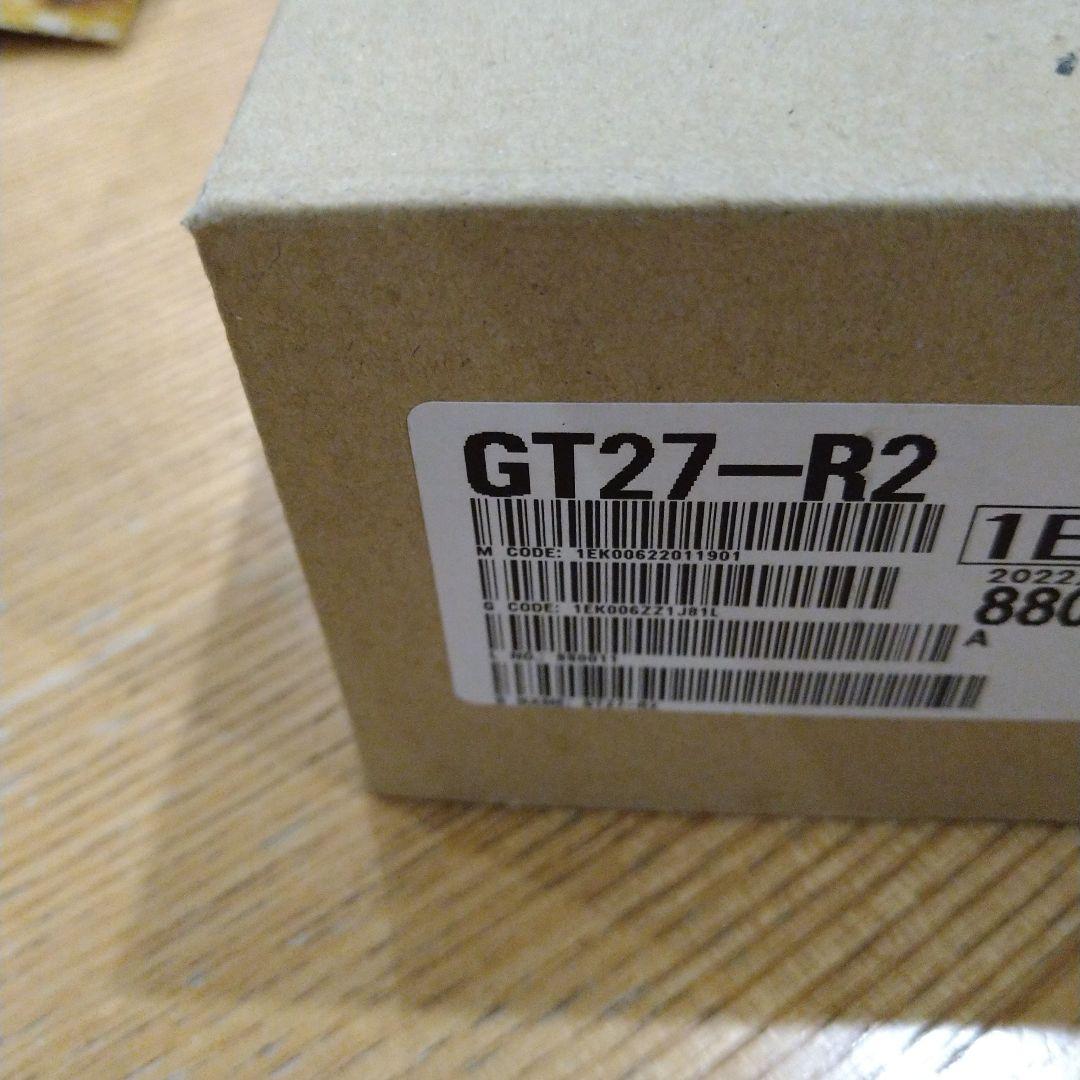 GT27-R2
M CODE: 1EK00622011901
G CODE: 1EK006ZZ1J81L
1E
2022
880
A